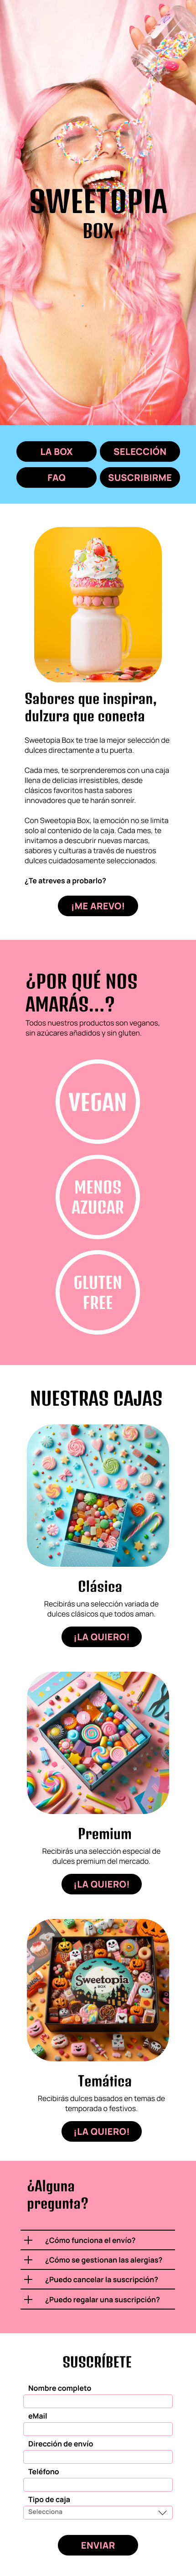 SWEETOPIA
BOX
LA BOX
SELECCIÓN
FAQ
SUSCRIBIRME
Sabores que inspiran,
dulzura que conecta
Sweetopia Box te trae la mejor selección de
dulces directamente a tu puerta.
Cada mes, te sorprenderemos con una caja
llena de delicias irresistibles, desde
clásicos favoritos hasta sabores
innovadores que te harán sonreír.
Con Sweetopia Box, la emoción no se limita
solo al contenido de la caja. Cada mes, te
invitamos a descubrir nuevas marcas,
sabores y culturas a través de nuestros
dulces cuidadosamente seleccionados.
¿Te atreves a probarlo?
¡ME AREVO!
¿POR QUÉ NOS
AMARÁS...?
Todos nuestros productos son veganos,
sin azúcares añadidos y sin gluten.
VEGAN
MENOS
AZUCAR
GLUTEN
FREE
NUESTRAS CAJAS
Clásica
Recibirás una selección variada de
dulces clásicos que todos aman.
¡LA QUIERO!
Premium
Recibirás una selección especial de
dulces premium del mercado.
¡LA QUIERO!
Sweetopia
BOX
Temática
Recibirás dulces basados en temas de
temporada o festivos.
¡LA QUIERO!
¿Alguna
pregunta?
¿Cómo funciona el envío?
¿Cómo se gestionan las alergias?
¿Puedo cancelar la suscripción?
¿Puedo regalar una suscripción?
SUSCRÍBETE
Nombre completo
eMail
Dirección de envío
Teléfono
Tipo de caja
Selecciona
ENVIAR